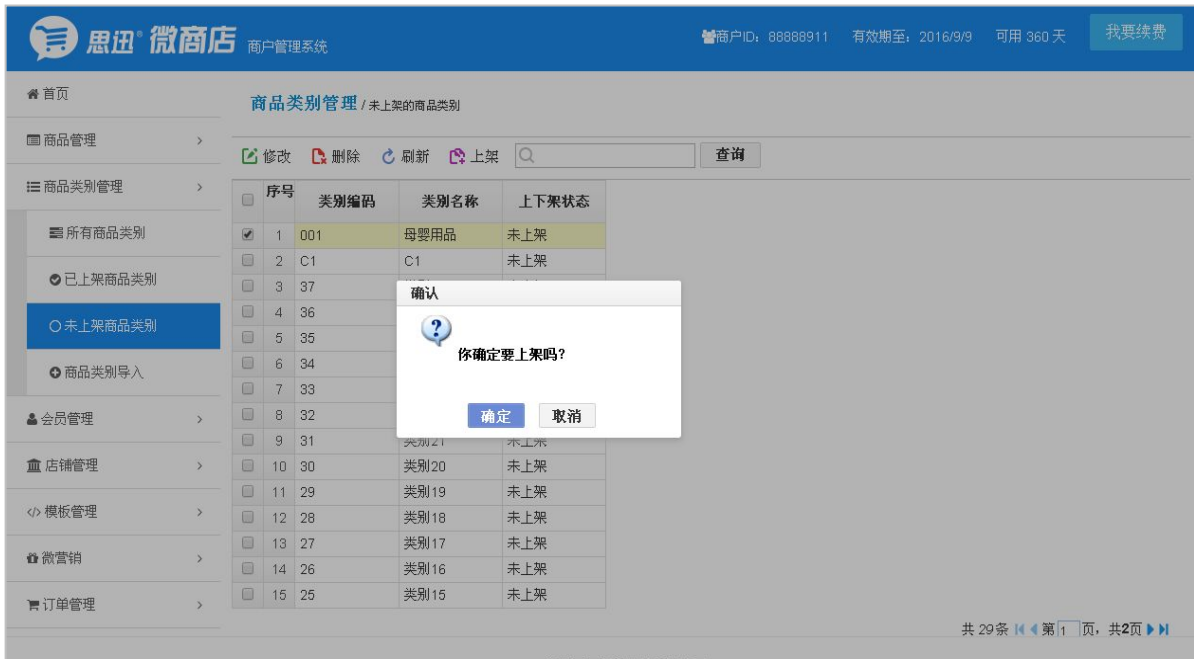 思迅® 微商店 商户管理系统
商户ID：88888911 有效期至：2016/9/9 可用 360 天 我要续费
首页
商品管理
商品类别管理
所有商品类别
已上架商品类别
未上架商品类别
商品类别导入
会员管理
店铺管理
模板管理
微营销
订单管理
商品类别管理 / 未上架的商品类别
修改 删除 刷新 上架 查询
序号 类别编码 类别名称 上下架状态
1 001 母婴用品 未上架
2 C1 C1 未上架
3 37
4 36
5 35
6 34
7 33
8 32
9 31 类别21 未上架
10 30 类别20 未上架
11 29 类别19 未上架
12 28 类别18 未上架
13 27 类别17 未上架
14 26 类别16 未上架
15 25 类别15 未上架
确认
你确定要上架吗？
确定 取消
共 29条 第 1 页，共2页